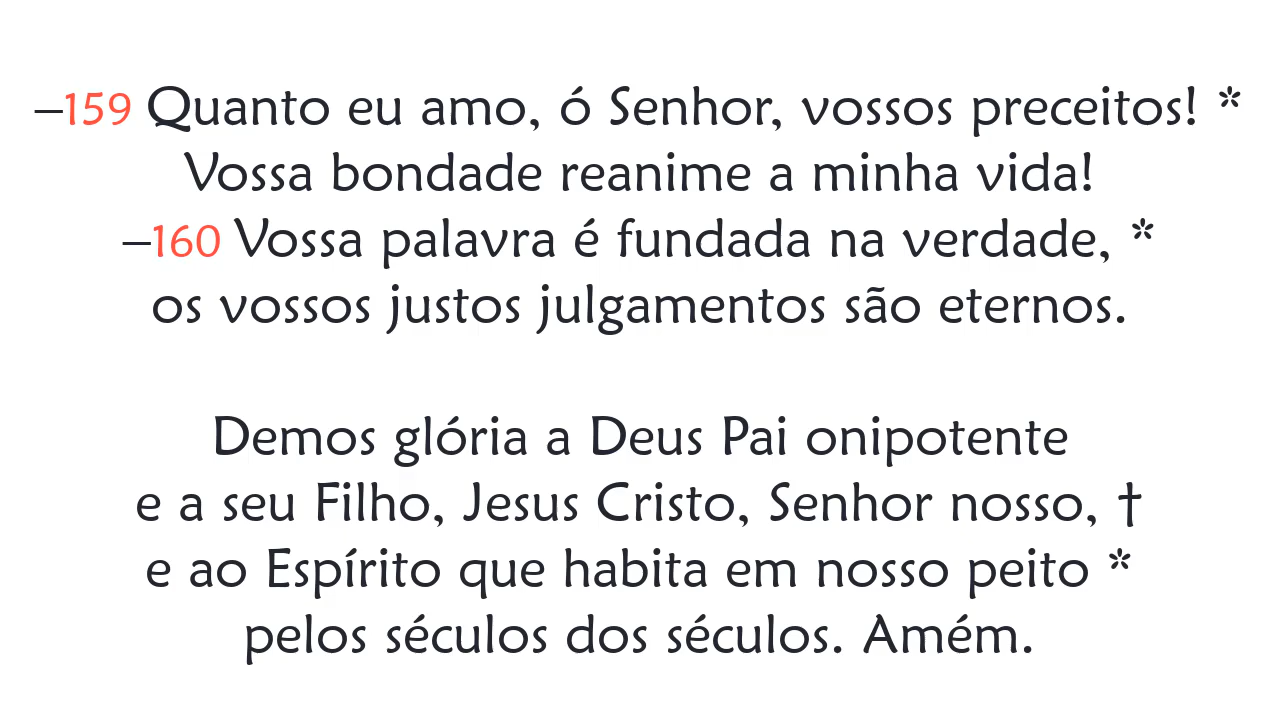 –159 Quanto eu amo, ó Senhor, vossos preceitos! *
Vossa bondade reanime a minha vida!
–160 Vossa palavra é fundada na verdade, *
os vossos justos julgamentos são eternos.
Demos glória a Deus Pai onipotente
e a seu Filho, Jesus Cristo, Senhor nosso, †
e ao Espírito que habita em nosso peito *
pelos séculos dos séculos. Amém.